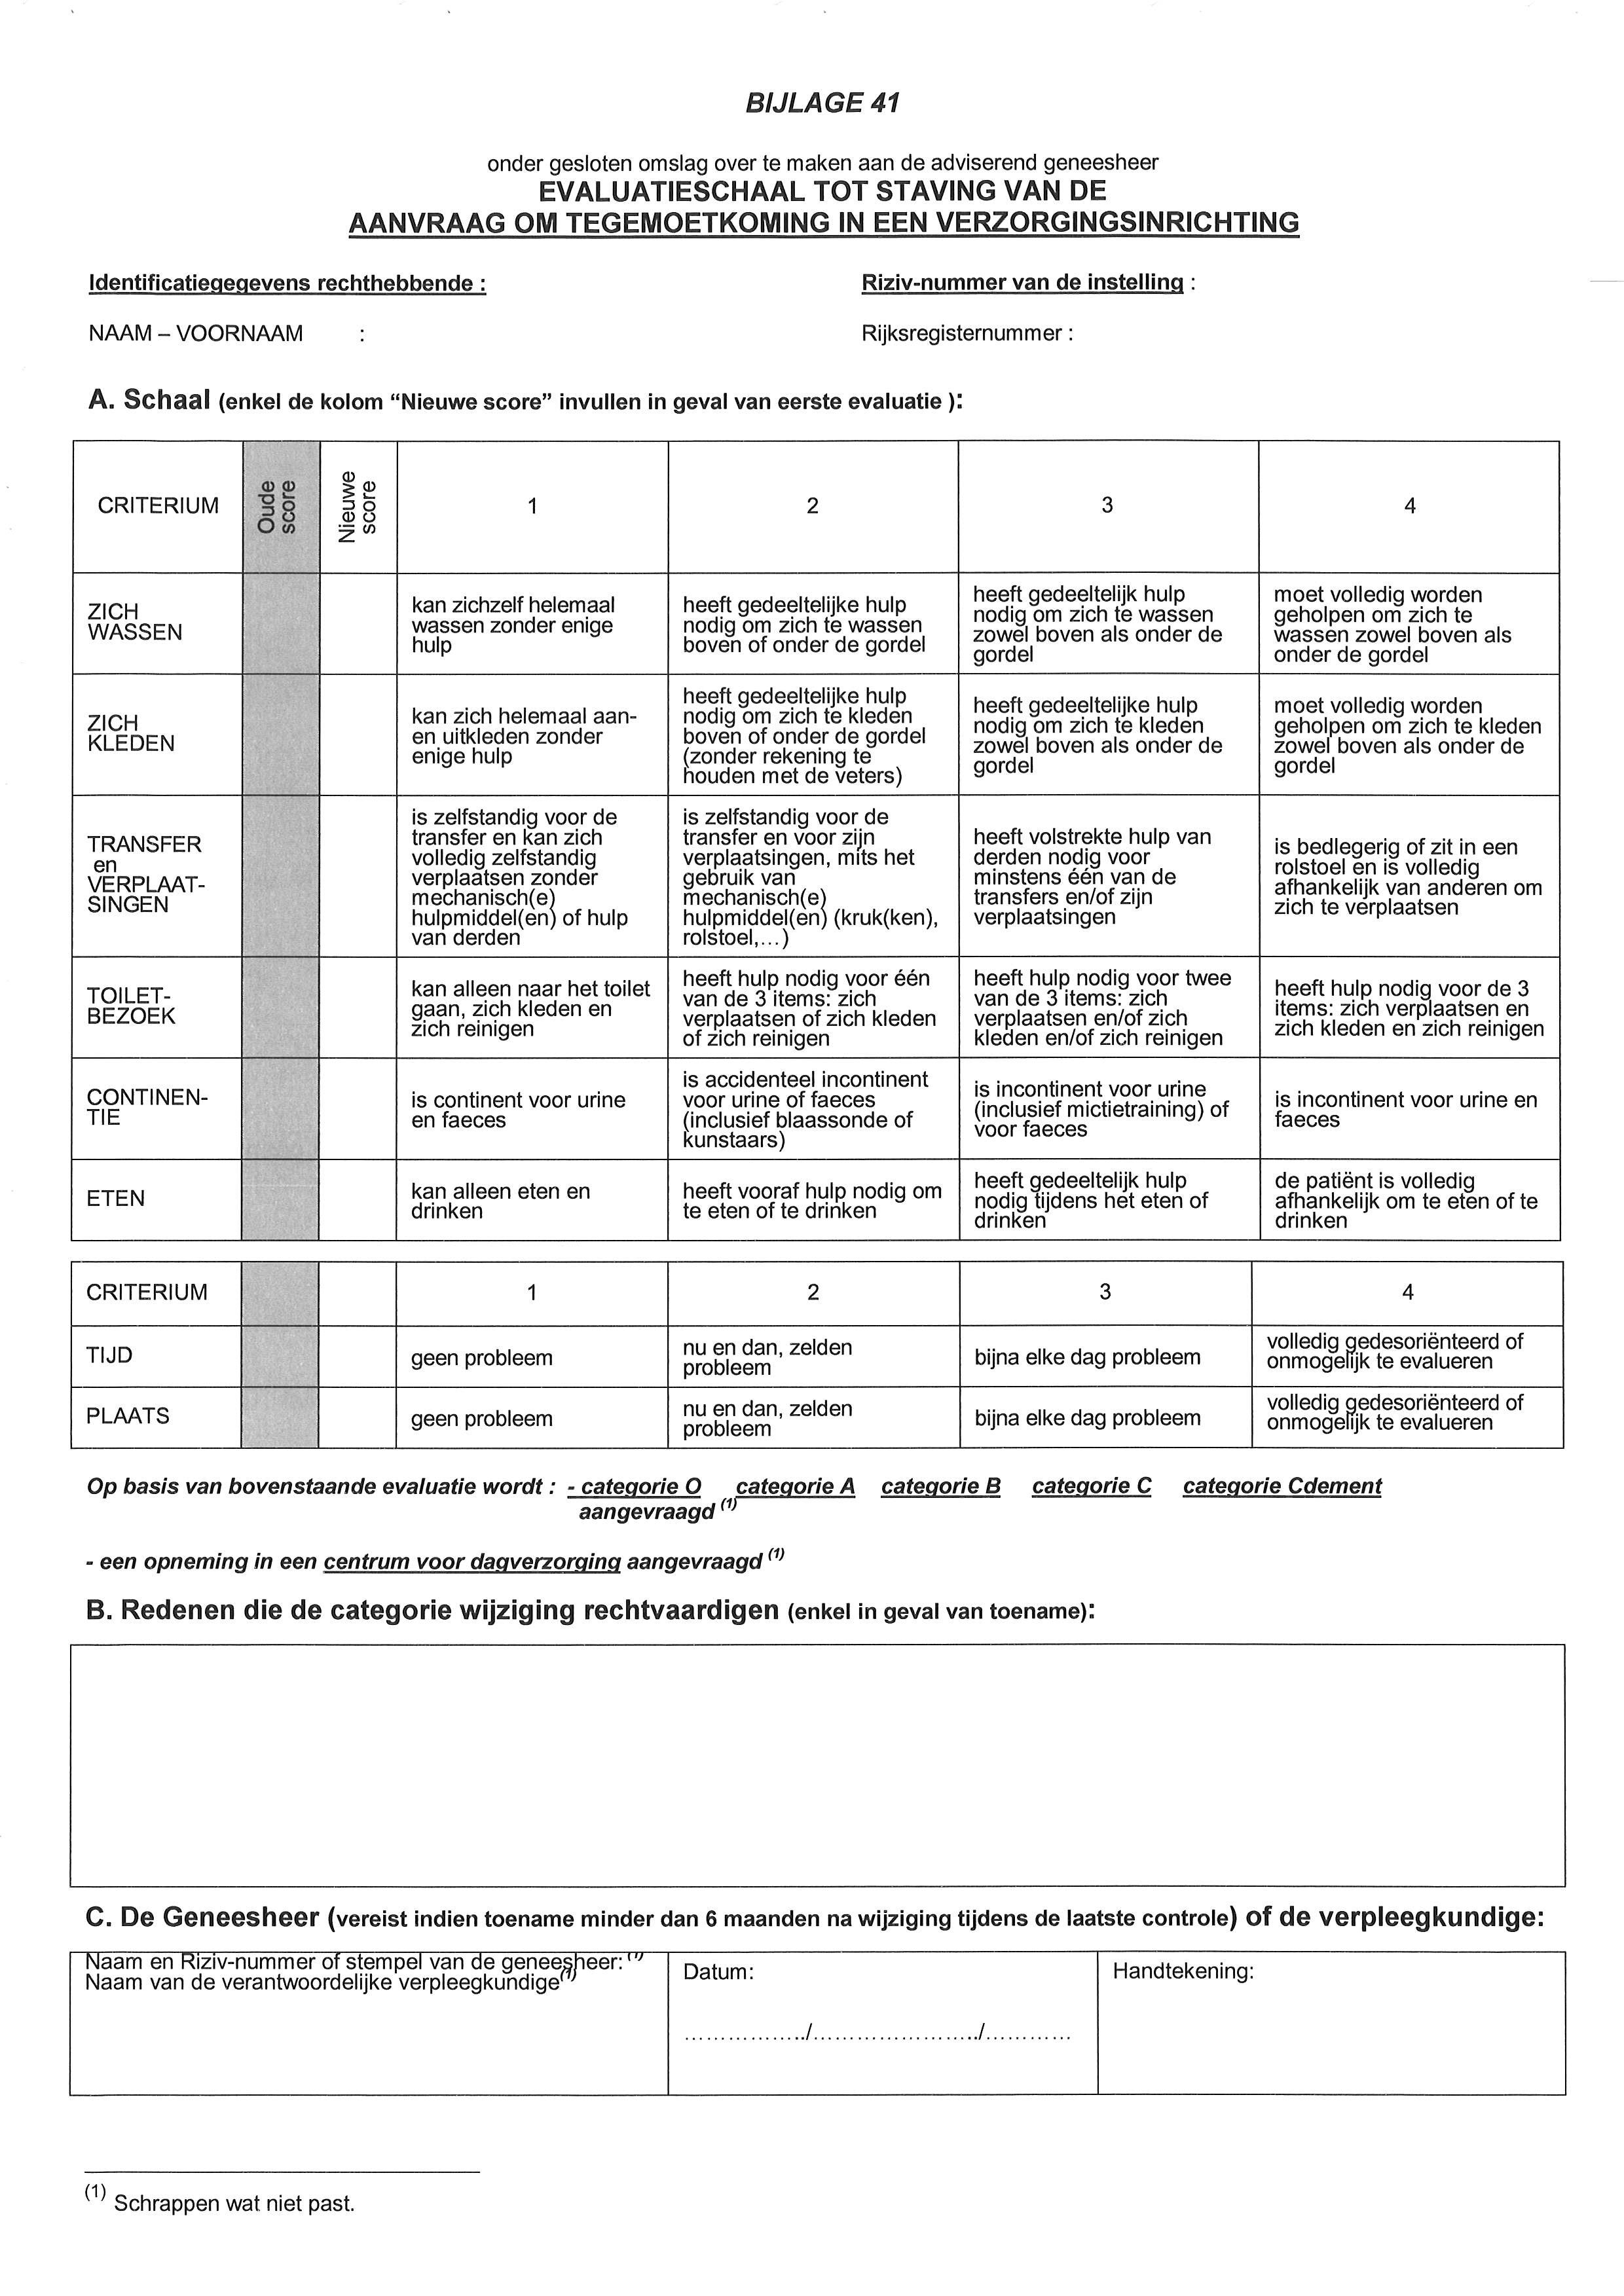 BIJLAGE 41
onder gesloten omslag over te maken aan de adviserend geneesheer
EVALUATIESCHAAL TOT STAVING VAN DE
AANVRAAG OM TEGEMOETKOMING IN EEN VERZORGINGSINRICHTING
Identificatiegegevens rechthebbende :
Riziv-nummer van de instelling :
NAAM – VOORNAAM :
Rijksregisternummer :
A. Schaal (enkel de kolom “Nieuwe score” invullen in geval van eerste evaluatie ):
CRITERIUM
Oude
score
Nieuwe
score
1
2
3
4
ZICH
WASSEN
kan zichzelf helemaal
wassen zonder enige
hulp
heeft gedeeltelijke hulp
nodig om zich te wassen
boven of onder de gordel
heeft gedeeltelijk hulp
nodig om zich te wassen
zowel boven als onder de
gordel
moet volledig worden
geholpen om zich te
wassen zowel boven als
onder de gordel
ZICH
KLEDEN
kan zich helemaal aan-
en uitkleden zonder
enige hulp
heeft gedeeltelijke hulp
nodig om zich te kleden
boven of onder de gordel
(zonder rekening te
houden met de veters)
heeft gedeeltelijke hulp
nodig om zich te kleden
zowel boven als onder de
gordel
moet volledig worden
geholpen om zich te kleden
zowel boven als onder de
gordel
TRANSFER
en
VERPLAAT-
SINGEN
is zelfstandig voor de
transfer en kan zich
volledig zelfstandig
verplaatsen zonder
mechanisch(e)
hulpmiddel(en) of hulp
van derden
is zelfstandig voor de
transfer en voor zijn
verplaatsingen, mits het
gebruik van
mechanisch(e)
hulpmiddel(en) (kruk(ken),
rolstoel,…)
heeft volstrekte hulp van
derden nodig voor
minstens één van de
transfers en/of zijn
verplaatsingen
is bedlegerig of zit in een
rolstoel en is volledig
afhankelijk van anderen om
zich te verplaatsen
TOILET-
BEZOEK
kan alleen naar het toilet
gaan, zich kleden en
zich reinigen
heeft hulp nodig voor één
van de 3 items: zich
verplaatsen of zich kleden
of zich reinigen
heeft hulp nodig voor twee
van de 3 items: zich
verplaatsen en/of zich
kleden en/of zich reinigen
heeft hulp nodig voor de 3
items: zich verplaatsen en
zich kleden en zich reinigen
CONTINEN-
TIE
is continent voor urine
en faeces
is accidenteel incontinent
voor urine of faeces
(inclusief blaassonde of
kunstaars)
is incontinent voor urine
(inclusief mictietraining) of
voor faeces
is incontinent voor urine en
faeces
ETEN
kan alleen eten en
drinken
heeft vooraf hulp nodig om
te eten of te drinken
heeft gedeeltelijk hulp
nodig tijdens het eten of
drinken
de patiënt is volledig
afhankelijk om te eten of te
drinken
CRITERIUM
1
2
3
4
TIJD
geen probleem
nu en dan, zelden
probleem
bijna elke dag probleem
volledig gedesoriënteerd of
onmogelijk te evalueren
PLAATS
geen probleem
nu en dan, zelden
probleem
bijna elke dag probleem
volledig gedesoriënteerd of
onmogelijk te evalueren
Op basis van bovenstaande evaluatie wordt : - categorie O categorie A categorie B categorie C categorie Cdement
aangevraagd (1)
- een opneming in een centrum voor dagverzorging aangevraagd (1)
B. Redenen die de categorie wijziging rechtvaardigen (enkel in geval van toename):
C. De Geneesheer (vereist indien toename minder dan 6 maanden na wijziging tijdens de laatste controle) of de verpleegkundige:
Naam en Riziv-nummer of stempel van de geneesheer: (1)
Naam van de verantwoordelijke verpleegkundige(1)
Datum:
……………../…………………../…………
Handtekening:
(1) Schrappen wat niet past.